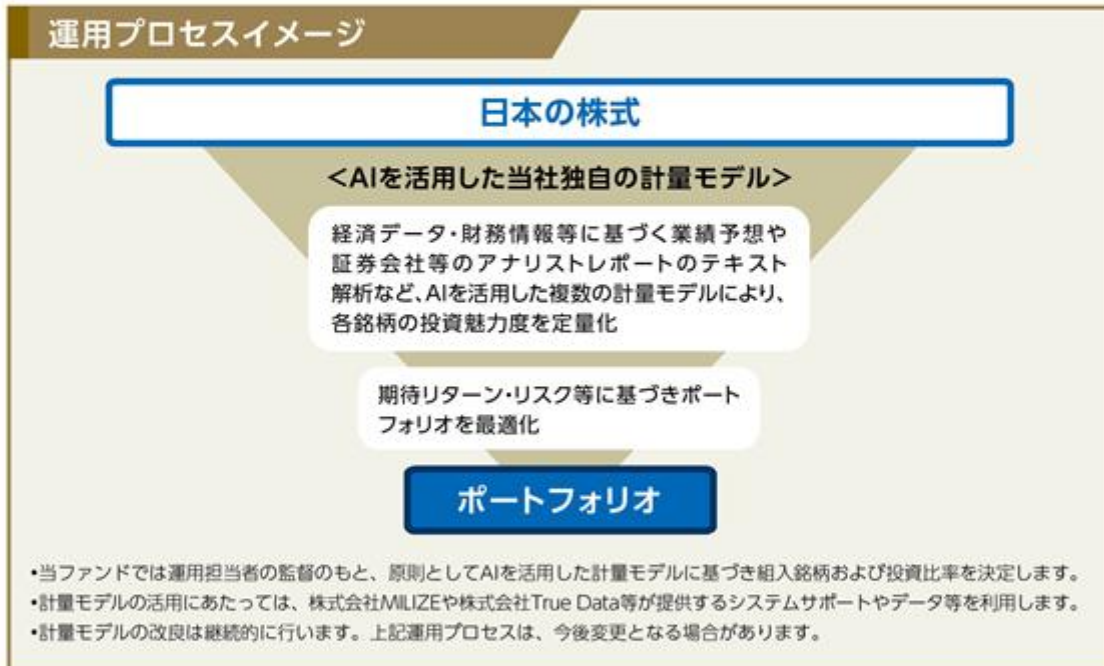 運用プロセスイメージ
日本の株式
<AIを活用した当社独自の計量モデル>
経済データ・財務情報等に基づく業績予想や
証券会社等のアナリストレポートのテキスト
解析など、AIを活用した複数の計量モデルにより、
各銘柄の投資魅力度を定量化
期待リターン・リスク等に基づきポート
フォリオを最適化
ポートフォリオ
•当ファンドでは運用担当者の監督のもと、原則としてAIを活用した計量モデルに基づき組入銘柄および投資比率を決定します。
•計量モデルの活用にあたっては、株式会社MILIZEや株式会社True Data等が提供するシステムサポートやデータ等を利用します。
•計量モデルの改良は継続的に行います。上記運用プロセスは、今後変更となる場合があります。